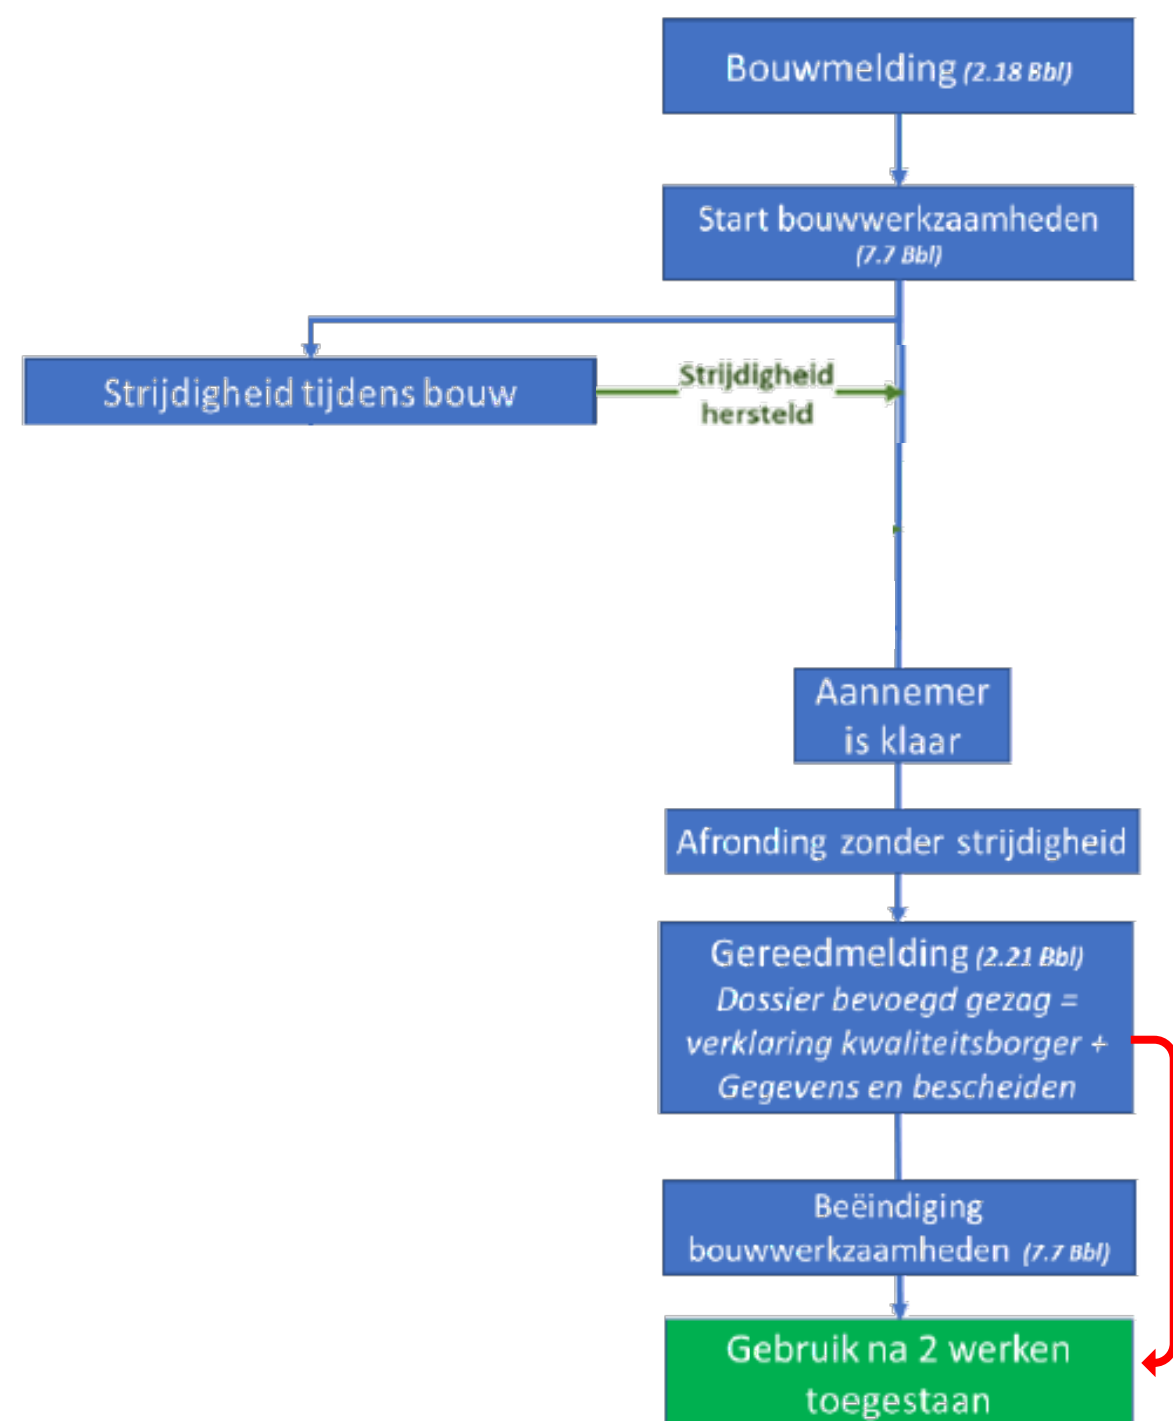 Bouwmelding (2.18 Bbl)
Start bouwwerkzaamheden
(7.7 Bbl)
Strijdigheid tijdens bouw
Strijdigheid
hersteld
Aannemer
is klaar
Afronding zonder strijdigheid
Gereedmelding (2.21 Bbl)
Dossier bevoegd gezag =
verklaring kwaliteitsborger +
Gegevens en bescheiden
Beëindiging
bouwwerkzaamheden (7.7 Bbl)
Gebruik na 2 werken
toegestaan